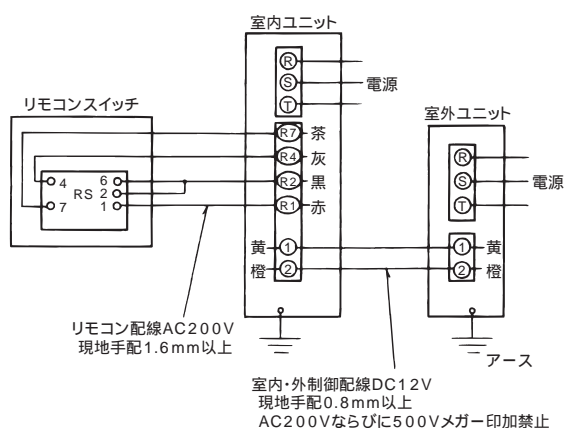 室内ユニット
R
S
T
電源
リモコンスイッチ
4
7
RS
6
2
1
R7 茶
R4 灰
R2 黒
R1 赤
黄 1
橙 2
室外ユニット
R
S
T
電源
1 黄
2 橙
リモコン配線AC200V
現地手配1.6mm以上
アース
室内・外制御配線DC12V
現地手配0.8mm以上
AC200Vならびに500Vメガー印加禁止